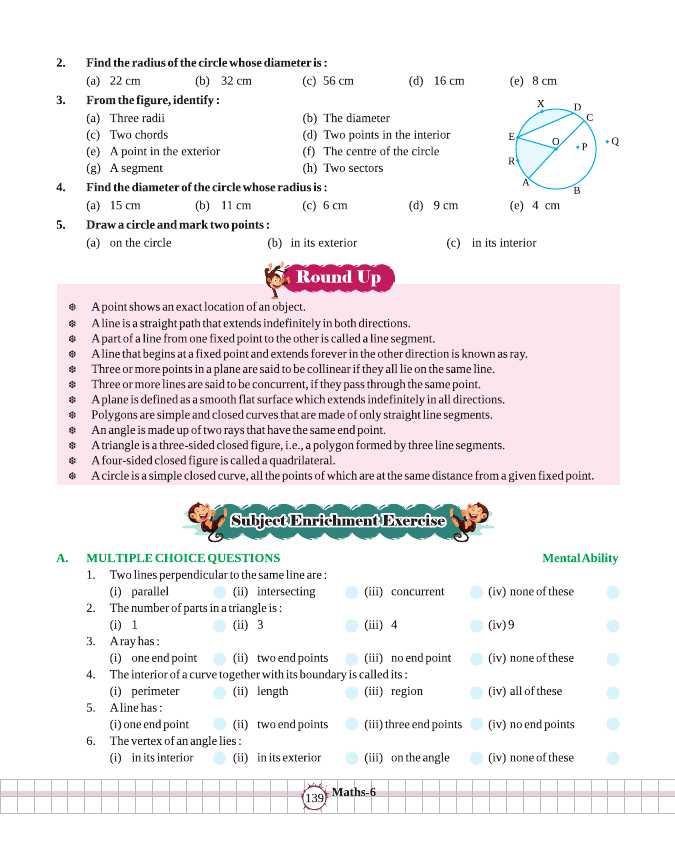 2. Find the radius of the circle whose diameter is :
(a) 22 cm (b) 32 cm (c) 56 cm (d) 16 cm (e) 8 cm
3. From the figure, identify :
(a) Three radii (b) The diameter
(c) Two chords (d) Two points in the interior
(e) A point in the exterior (f) The centre of the circle
(g) A segment (h) Two sectors
X D C E O P Q R A B
4. Find the diameter of the circle whose radius is :
(a) 15 cm (b) 11 cm (c) 6 cm (d) 9 cm (e) 4 cm
5. Draw a circle and mark two points :
(a) on the circle (b) in its exterior (c) in its interior
Round Up
❆ A point shows an exact location of an object.
❆ A line is a straight path that extends indefinitely in both directions.
❆ A part of a line from one fixed point to the other is called a line segment.
❆ A line that begins at a fixed point and extends forever in the other direction is known as ray.
❆ Three or more points in a plane are said to be collinear if they all lie on the same line.
❆ Three or more lines are said to be concurrent, if they pass through the same point.
❆ A plane is defined as a smooth flat surface which extends indefinitely in all directions.
❆ Polygons are simple and closed curves that are made of only straight line segments.
❆ An angle is made up of two rays that have the same end point.
❆ A triangle is a three-sided closed figure, i.e., a polygon formed by three line segments.
❆ A four-sided closed figure is called a quadrilateral.
❆ A circle is a simple closed curve, all the points of which are at the same distance from a given fixed point.
Subject Enrichment Exercise
A. MULTIPLE CHOICE QUESTIONS Mental Ability
1. Two lines perpendicular to the same line are :
(i) parallel (ii) intersecting (iii) concurrent (iv) none of these
2. The number of parts in a triangle is :
(i) 1 (ii) 3 (iii) 4 (iv) 9
3. A ray has :
(i) one end point (ii) two end points (iii) no end point (iv) none of these
4. The interior of a curve together with its boundary is called its :
(i) perimeter (ii) length (iii) region (iv) all of these
5. A line has :
(i) one end point (ii) two end points (iii) three end points (iv) no end points
6. The vertex of an angle lies :
(i) in its interior (ii) in its exterior (iii) on the angle (iv) none of these
139 Maths-6